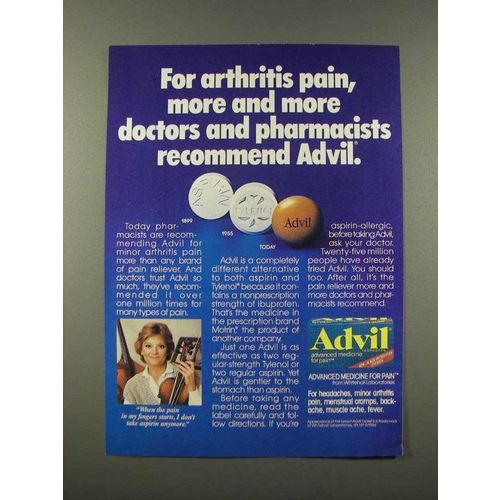 For arthritis pain,
more and more
doctors and pharmacists
recommend Advil.®
ASPIRIN
TYLENOL
Advil
1899
1955
TODAY
Today phar-
macists are recom-
mending Advil for
minor arthritis pain
more than any brand
of pain reliever. And
doctors trust Advil so
much, they've recom-
mended it over
one million times for
many types of pain.
"When the pain
in my fingers starts, I don't
take aspirin anymore."
Advil is a completely
different alternative
to both aspirin and
Tylenol® because it con-
tains a nonprescription
strength of ibuprofen.
That's the medicine in
the prescription brand
Motrin,® the product of
another company.
Just one Advil is as
effective as two reg-
ular-strength Tylenol or
two regular aspirin. Yet
Advil is gentler to the
stomach than aspirin.
Before taking any
medicine, read the
label carefully and fol-
low directions. If you're
aspirin-allergic,
before taking Advil,
ask your doctor.
Twenty-five million
people have already
tried Advil. You should
too. After all, it's the
pain reliever more and
more doctors and phar-
macists recommend.
Advil®
advanced medicine
for pain™
ADVANCED MEDICINE FOR PAIN™
from Whitehall Laboratories
For headaches, minor arthritis
pain, menstrual cramps, back-
ache, muscle ache, fever.